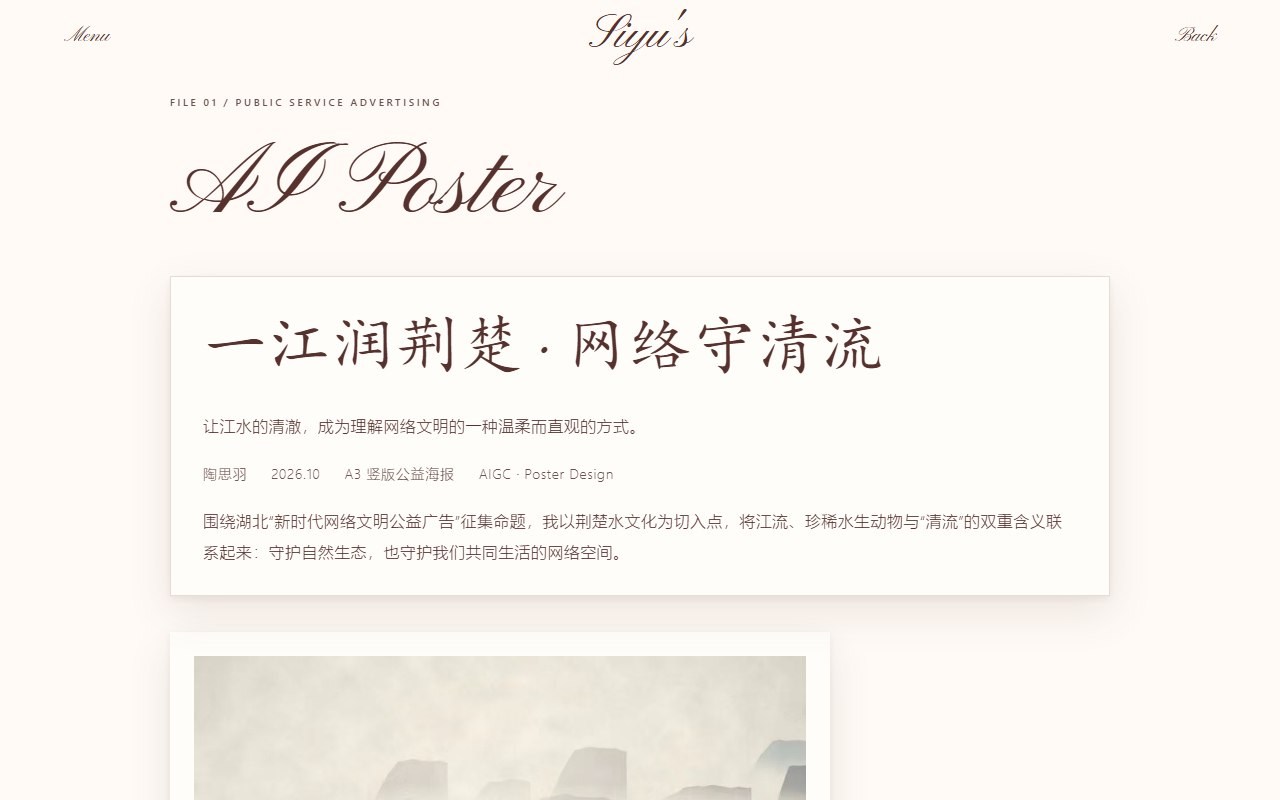 Menu
Siyu's
Back
FILE 01 / PUBLIC SERVICE ADVERTISING
AI Poster
一江润荆楚 · 网络守清流
让江水的清澈，成为理解网络文明的一种温柔而直观的方式。
陶思羽 2026.10 A3 竖版公益海报 AIGC · Poster Design
围绕湖北“新时代网络文明公益广告”征集命题，我以荆楚水文化为切入点，将江流、珍稀水生动物与“清流”的双重含义联
系起来：守护自然生态，也守护我们共同生活的网络空间。